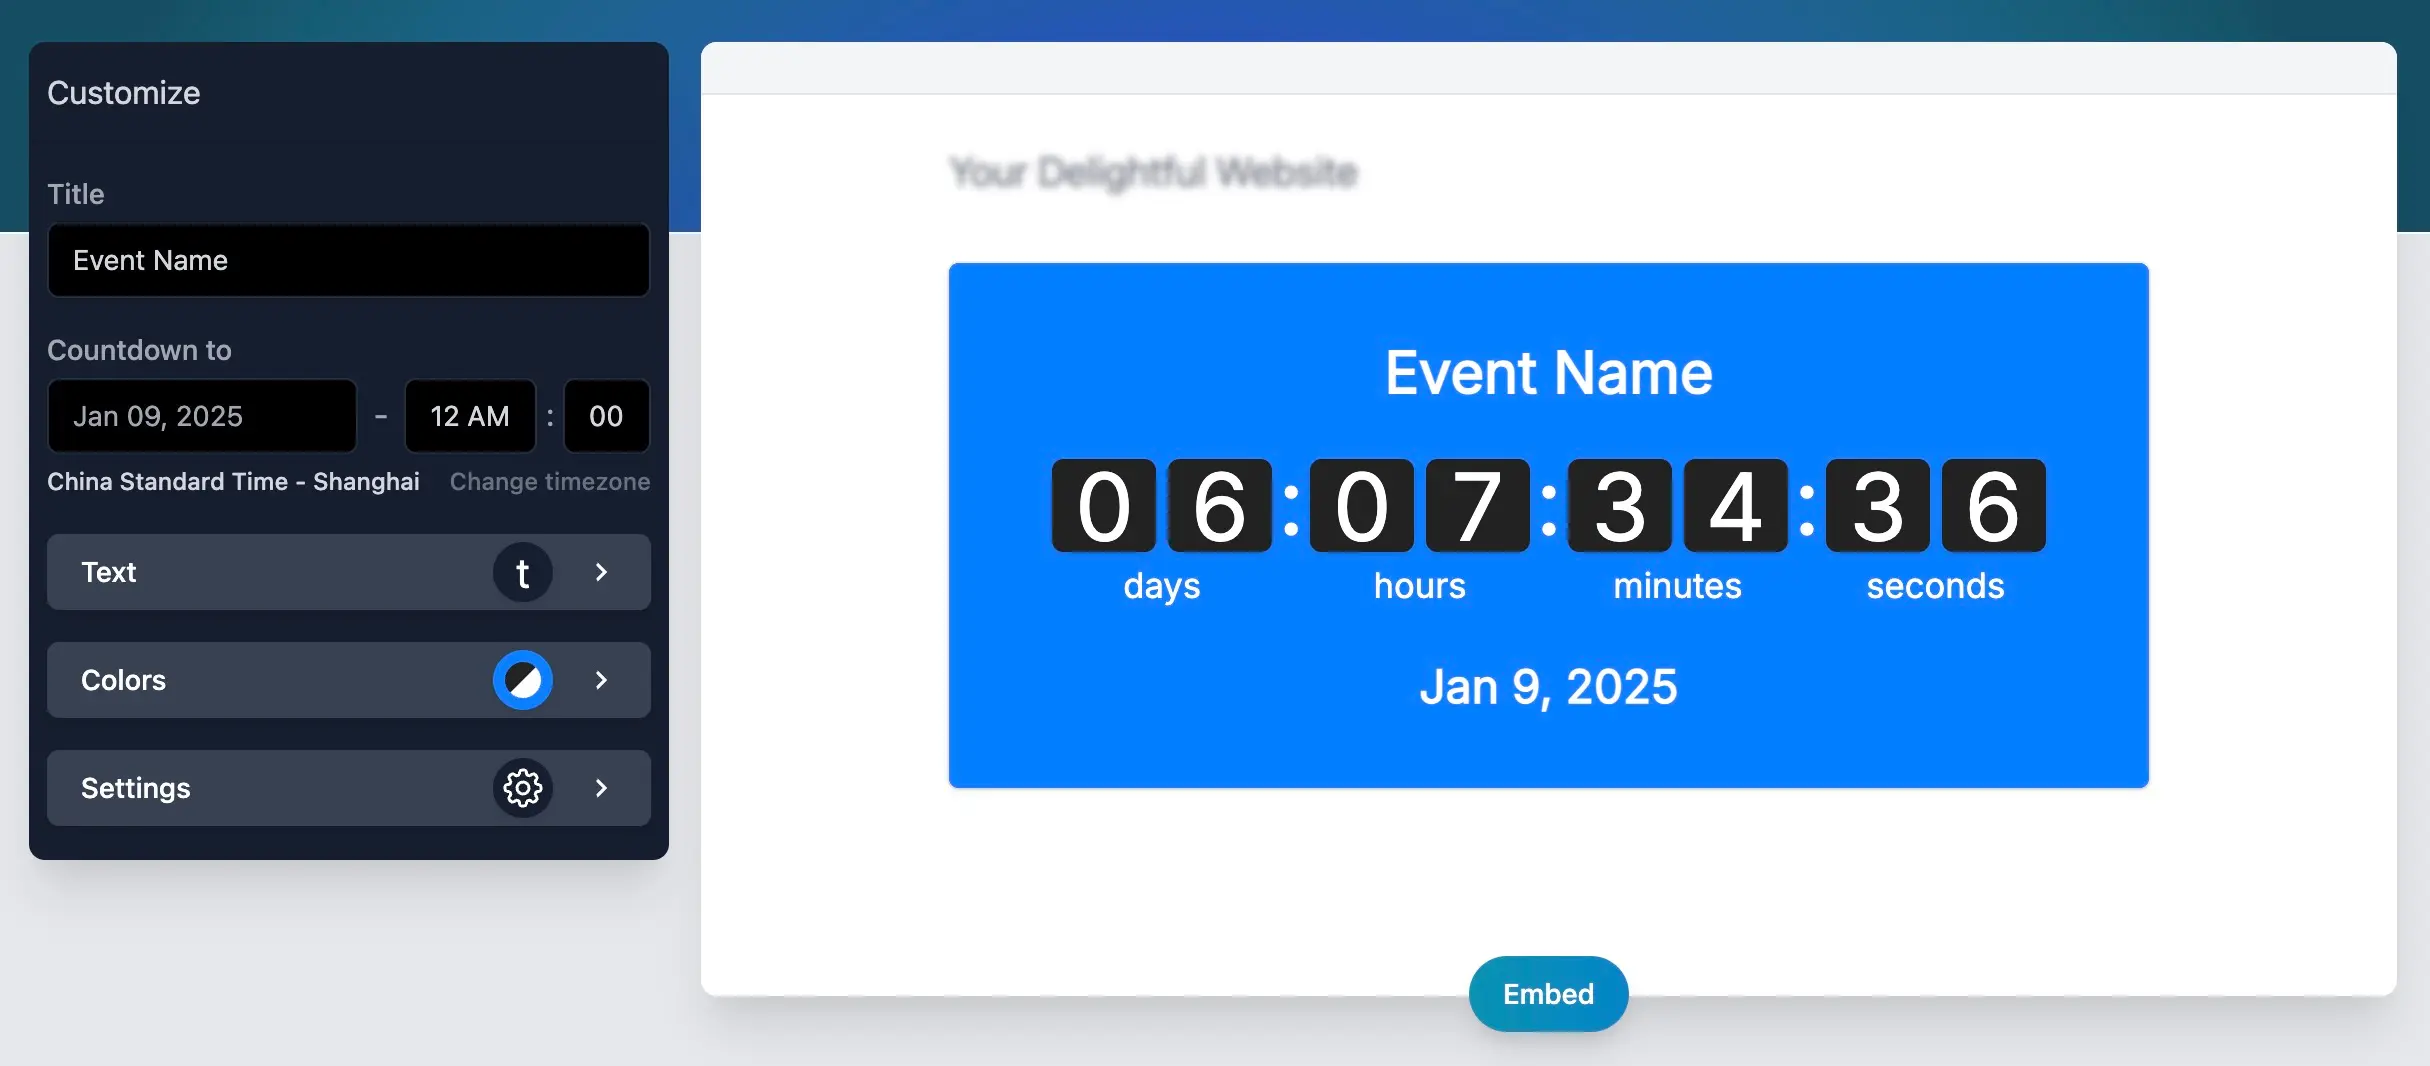 Customize
Title
Event Name
Countdown to
Jan 09, 2025 - 12 AM : 00
China Standard Time - Shanghai Change timezone
Text t
Colors
Settings
Your Delightful Website
Event Name
06:07:34:36
days hours minutes seconds
Jan 9, 2025
Embed